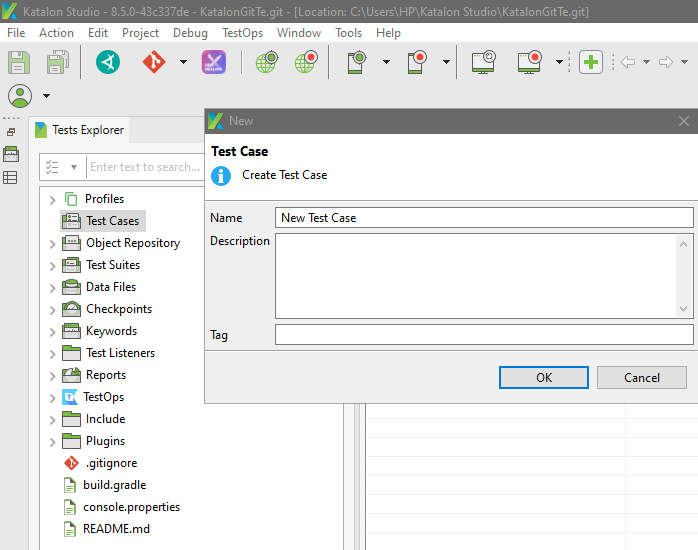 Katalon Studio - 8.5.0-43c337de - KatalonGitTe.git - [Location: C:\Users\HP\Katalon Studio\KatalonGitTe.git]
File Action Edit Project Debug TestOps Window Tools Help
Tests Explorer
Enter text to search...
Profiles
Test Cases
Object Repository
Test Suites
Data Files
Checkpoints
Keywords
Test Listeners
Reports
TestOps
Include
Plugins
.gitignore
build.gradle
console.properties
README.md
New
Test Case
Create Test Case
Name New Test Case
Description
Tag
OK Cancel